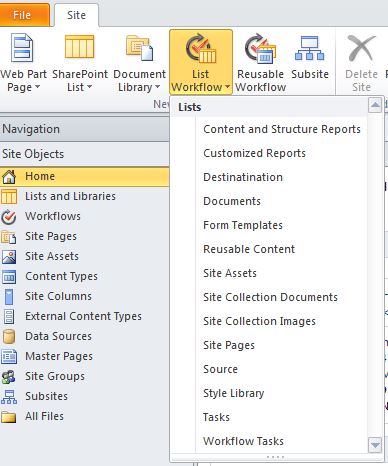 File Site
Web Part
Page
SharePoint
List
Document
Library
List
Workflow
Reusable
Workflow
Subsite
Delete
Site
Lists
Navigation
Site Objects
Home
Lists and Libraries
Workflows
Site Pages
Site Assets
Content Types
Site Columns
External Content Types
Data Sources
Master Pages
Site Groups
Subsites
All Files
Content and Structure Reports
Customized Reports
Destinatination
Documents
Form Templates
Reusable Content
Site Assets
Site Collection Documents
Site Collection Images
Site Pages
Source
Style Library
Tasks
Workflow Tasks